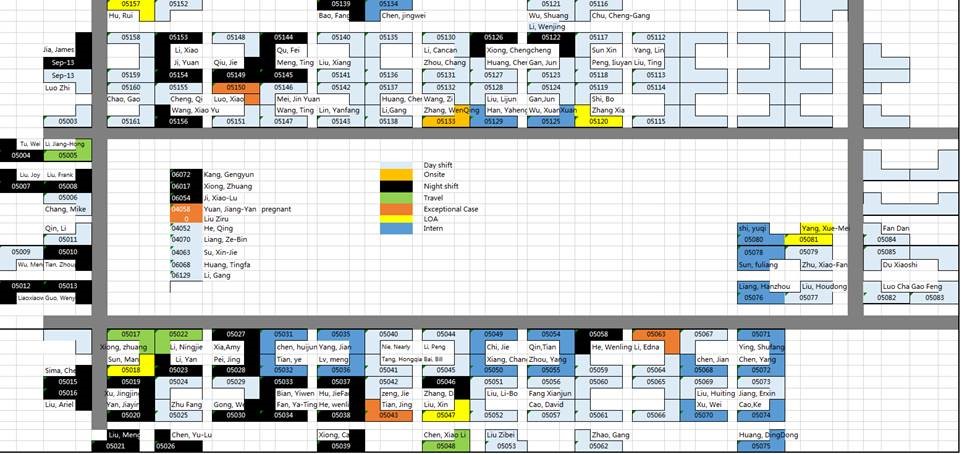 05157 05152 05139 05134 05121 05116
Hu, Rui Bao, Fang Chen, jingwei Wu, Shuang Chu, Cheng-Gang
Li, Wenjing
05158 05153 05148 05144 05140 05135 05130 05126 05122 05117 05112
Jia, James Li, Xiao Qu, Fei Li, Cancan Xiong, Chengcheng Sun Xin Yang, Lin
Sep-13 Ji, Yuan Qiu, Jie Meng, Ting Liu, Xiang Zhou, Chang Huang, Cher Gan, Jun Peng, Siuyan Liu, Ting
Sep-13 05159 05154 05149 05145 05141 05136 05131 05127 05123 05118 05113
Luo Zhi 05160 05155 05150 05146 05142 05137 05132 05128 05124 05119 05114
Chao, Gao Cheng, Qi Luo, Xiao Mei, Jin Yuan Huang, Cher Wang, Zi Liu, Lijun Gan,Jun Shi, Bo
Wang, Xiao Yu Wang, Ting Lin, Yanfang Li,Gang Zhang, WenQing Han, Yaheng Wu, XuanXuan Zhang Xia
05003 05161 05156 05151 05147 05143 05138 05133 05129 05125 05120 05115
Tu, Wei Li Jiang-Hong
05004 05005
Day shift
Onsite
Liu, Joy Liu, Frank 06072 Kang, Gengyun
05007 05008 06017 Xiong, Zhuang Night shift
05006 06054 Ji, Xiao-Lu Travel
Chang, Mike 04058 Yuan, Jiang-Yan pregnant Exceptional Case
0 Liu Ziru LOA
Qin, Li 04052 He, Qing Intern shi, yuqi Yang, Xue-Mei Fan Dan
05011 04070 Liang, Ze-Bin 05080 05081 05084
05009 05010 04063 Su, Xin-Jie 05078 05079 05085
Wu, Men Tian, Zhou 06068 Huang, Tingfa Sun, fuliang Zhu, Xiao-Fan Du Xiaoshi
06129 Li, Gang
05012 05013 Liang, Hanzhou Liu, Houdong Luo Cha Gao Feng
Liaoxiaow Guo, Weny 05076 05077 05082 05083
05017 05022 05027 05031 05035 05040 05044 05049 05054 05058 05063 05067 05071
Xiong, zhuang Li, Ningjie Xia,Amy chen, huijun Yang, Jian Nie, Nearly Li, Peng Chi, Jie Qin,Tian He, Wenling Li, Edna Ying, Shufang
Sun, Man Li, Yan Pei, Jing Tian, ye Lv, meng Tang, Hongqia Bai, Bill Xiang, Chan Zhou, Yang chen, Jian Chen, Yang
Sima, Che 05018 05023 05028 05032 05036 05041 05045 05050 05055 05059 05064 05068 05072
05015 05019 05024 05029 05033 05037 05042 05046 05051 05056 05060 05065 05069 05073
05016 Xu, Jingjing Bian, Yiwen Hu, JieFang zeng, Jie Zhang, D Liu, Li-Bo Fang Xianjun Liu, Huiting Jiang, Erxin
Liu, Ariel Yan, Jiayin Zhu Fang Gong, We Fan, Ya-Ting He, wenli Tian, Jing Liu, Xin Cao, David Xu, Wei Cao,Ke
05020 05025 05030 05034 05038 05043 05047 05052 05057 05061 05066 05070 05074
Liu, Meng Chen, Yu-Lu Xiong, Ca Chen, Xiao Li Liu Zibei Zhao, Gang Huang, DingDong
05021 05026 05039 05048 05053 05062 05075